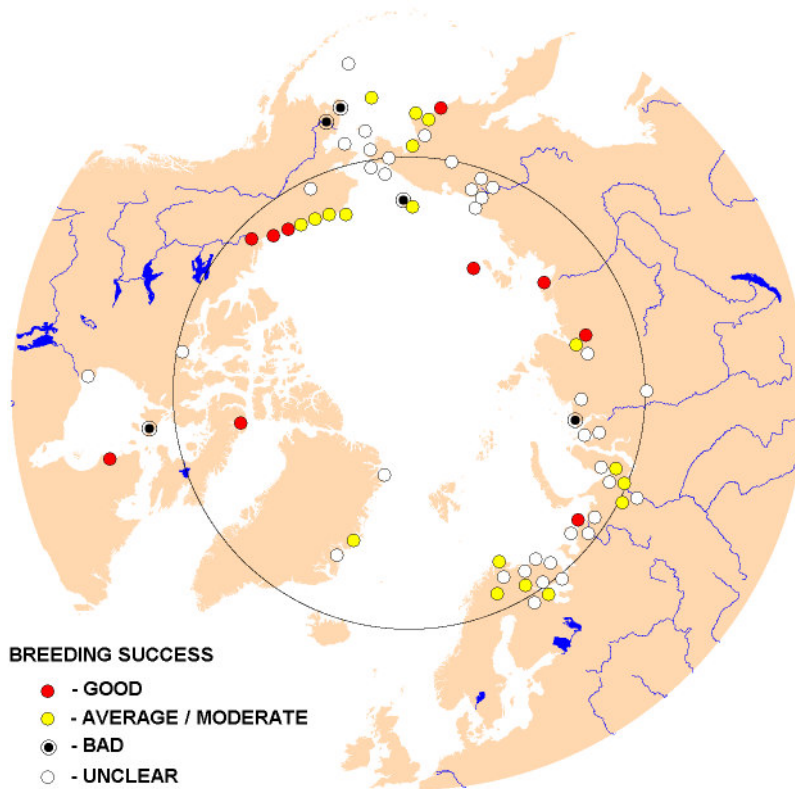 BREEDING SUCCESS
- GOOD
- AVERAGE / MODERATE
- BAD
- UNCLEAR